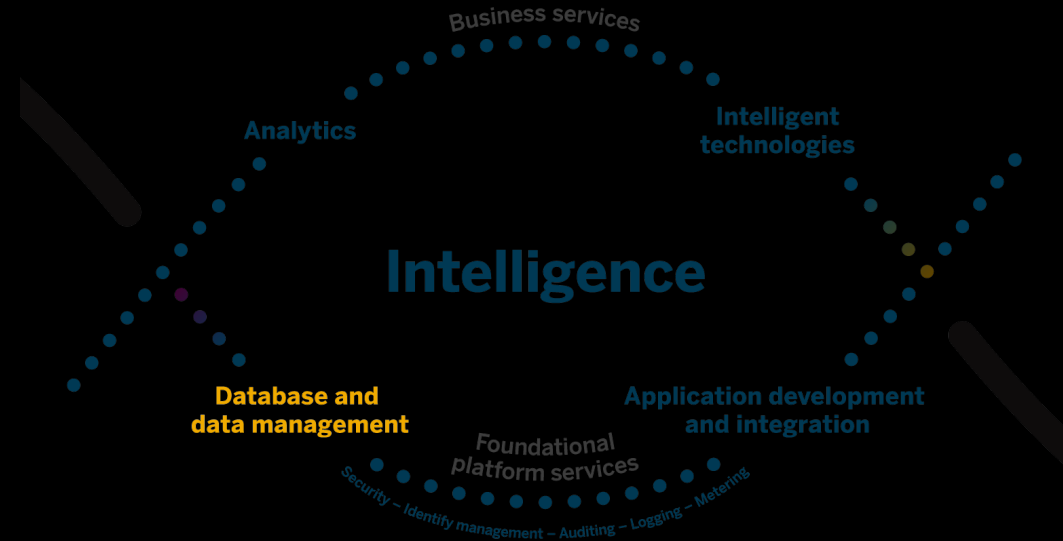 Business services
Analytics
Intelligent
technologies
Intelligence
Database and
data management
Application development
and integration
Foundational
platform services
Security – Identify management – Auditing – Logging – Metering